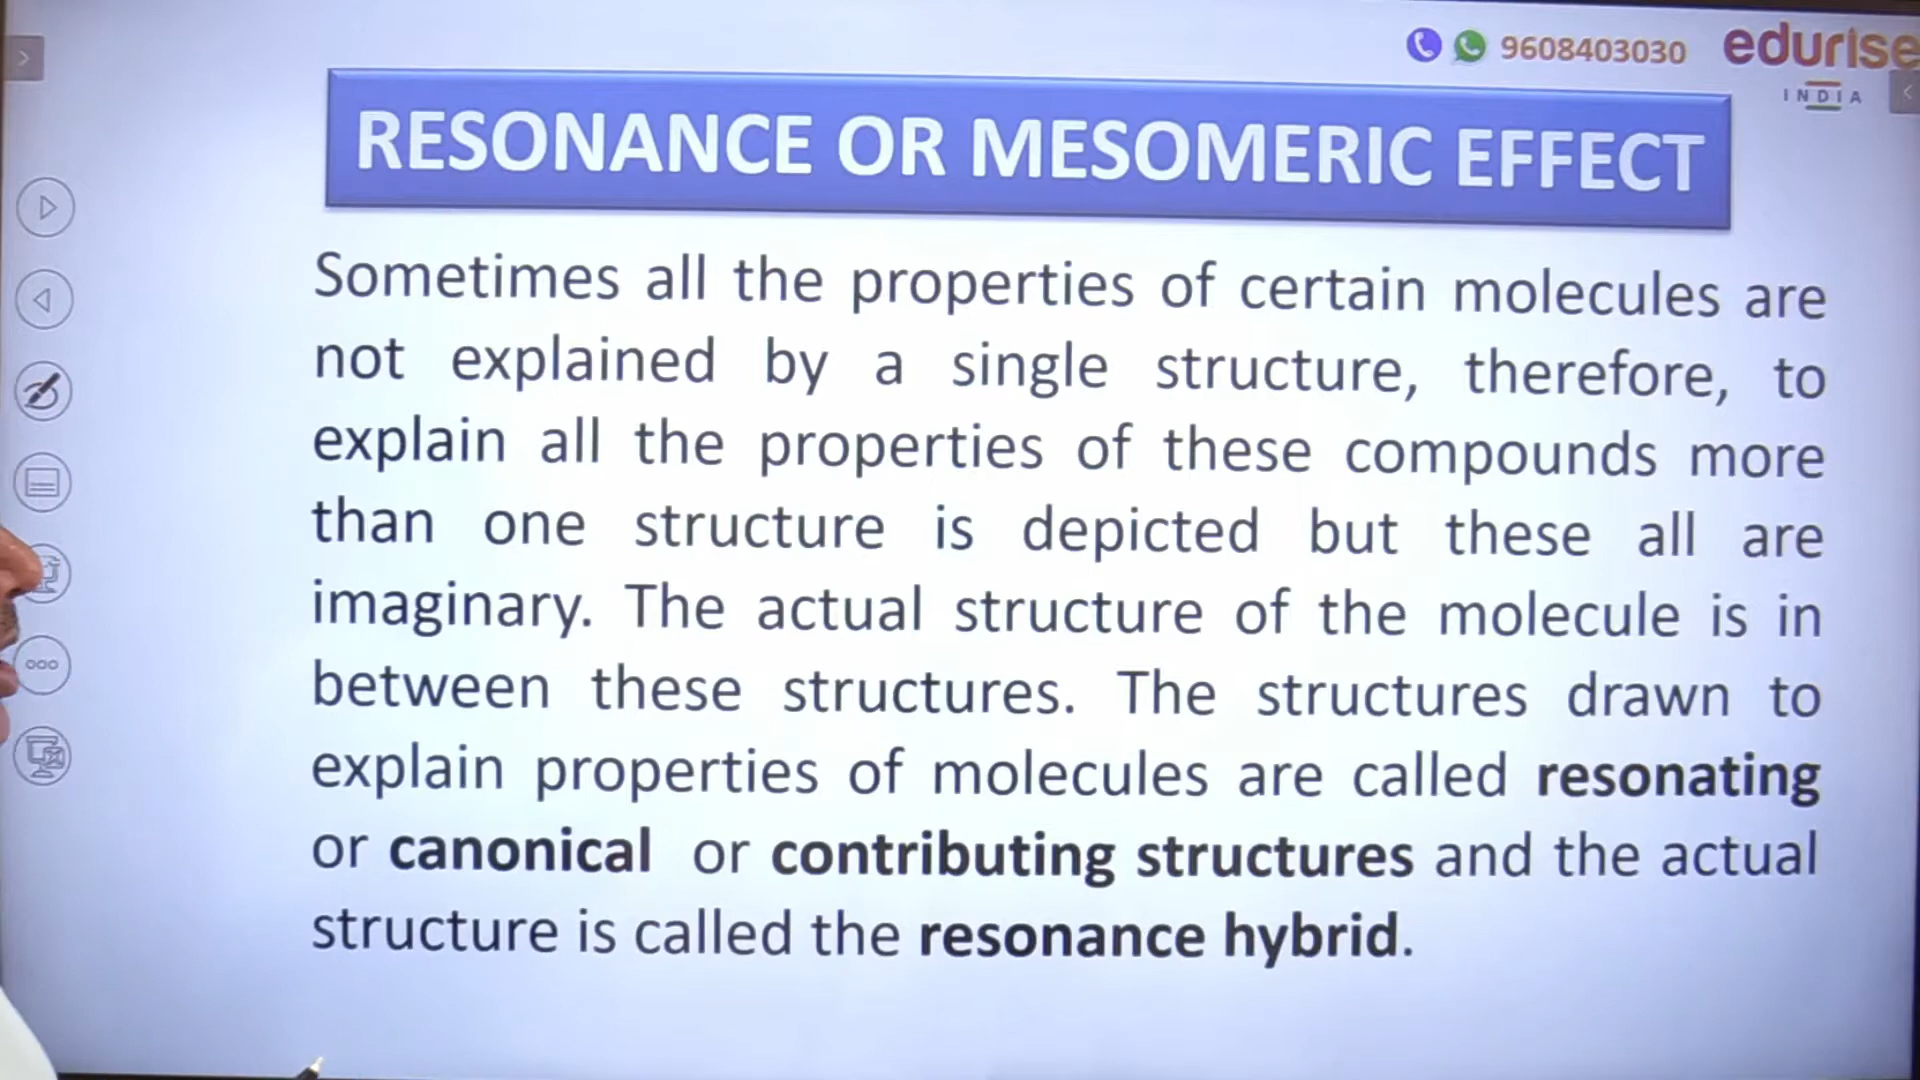 9608403030
edurise
INDIA
RESONANCE OR MESOMERIC EFFECT
Sometimes all the properties of certain molecules are
not explained by a single structure, therefore, to
explain all the properties of these compounds more
than one structure is depicted but these all are
imaginary. The actual structure of the molecule is in
between these structures. The structures drawn to
explain properties of molecules are called resonating
or canonical or contributing structures and the actual
structure is called the resonance hybrid.